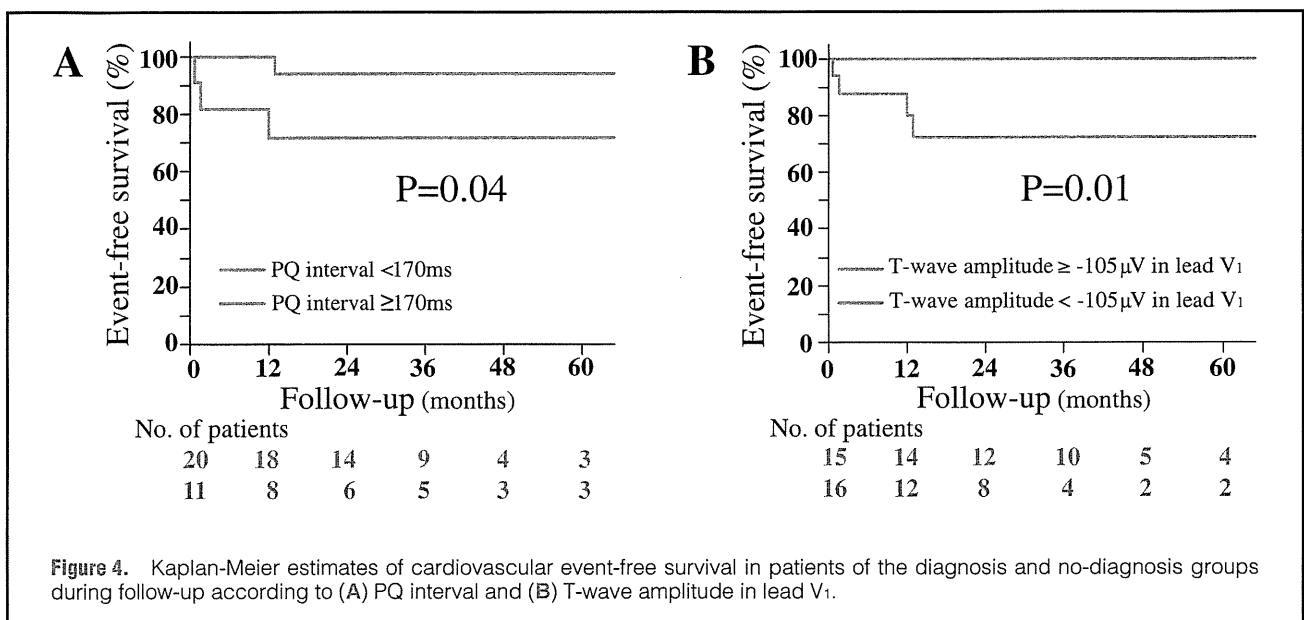 A
Event-free survival (%)
100
80
60
40
20
0
P=0.04
PQ interval <170ms
PQ interval ≥170ms
0 12 24 36 48 60
Follow-up (months)
No. of patients
20 18 14 9 4 3
11 8 6 5 3 3
B
Event-free survival (%)
100
80
60
40
20
0
P=0.01
T-wave amplitude ≥ -105μV in lead V1
T-wave amplitude < -105μV in lead V1
0 12 24 36 48 60
Follow-up (months)
No. of patients
15 14 12 10 5 4
16 12 8 4 2 2
Figure 4. Kaplan-Meier estimates of cardiovascular event-free survival in patients of the diagnosis and no-diagnosis groups
during follow-up according to (A) PQ interval and (B) T-wave amplitude in lead V1.